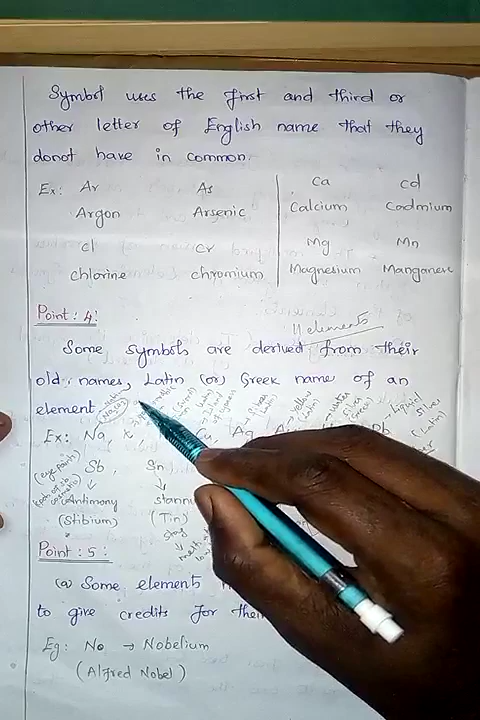 Symbol uses the first and third or
other letter of English name that they
donot have in common.
Ex: Ar As
Argon Arsenic
Cl Cr
chlorine chromium
Ca Cd
Calcium Cadmium
Mg Mn
Magnesium Manganese
Point: 4:
11 elements
Some symbols are derived from their
old names, Latin (or) Greek name of an
element
Ex: Na, K, Ag
Sb Sn
Antimony stann
(Stibium) (Tin)
Point: 5:
(a) Some elements
to give credits for their
Eg: No → Nobelium
(Alfred Nobel)